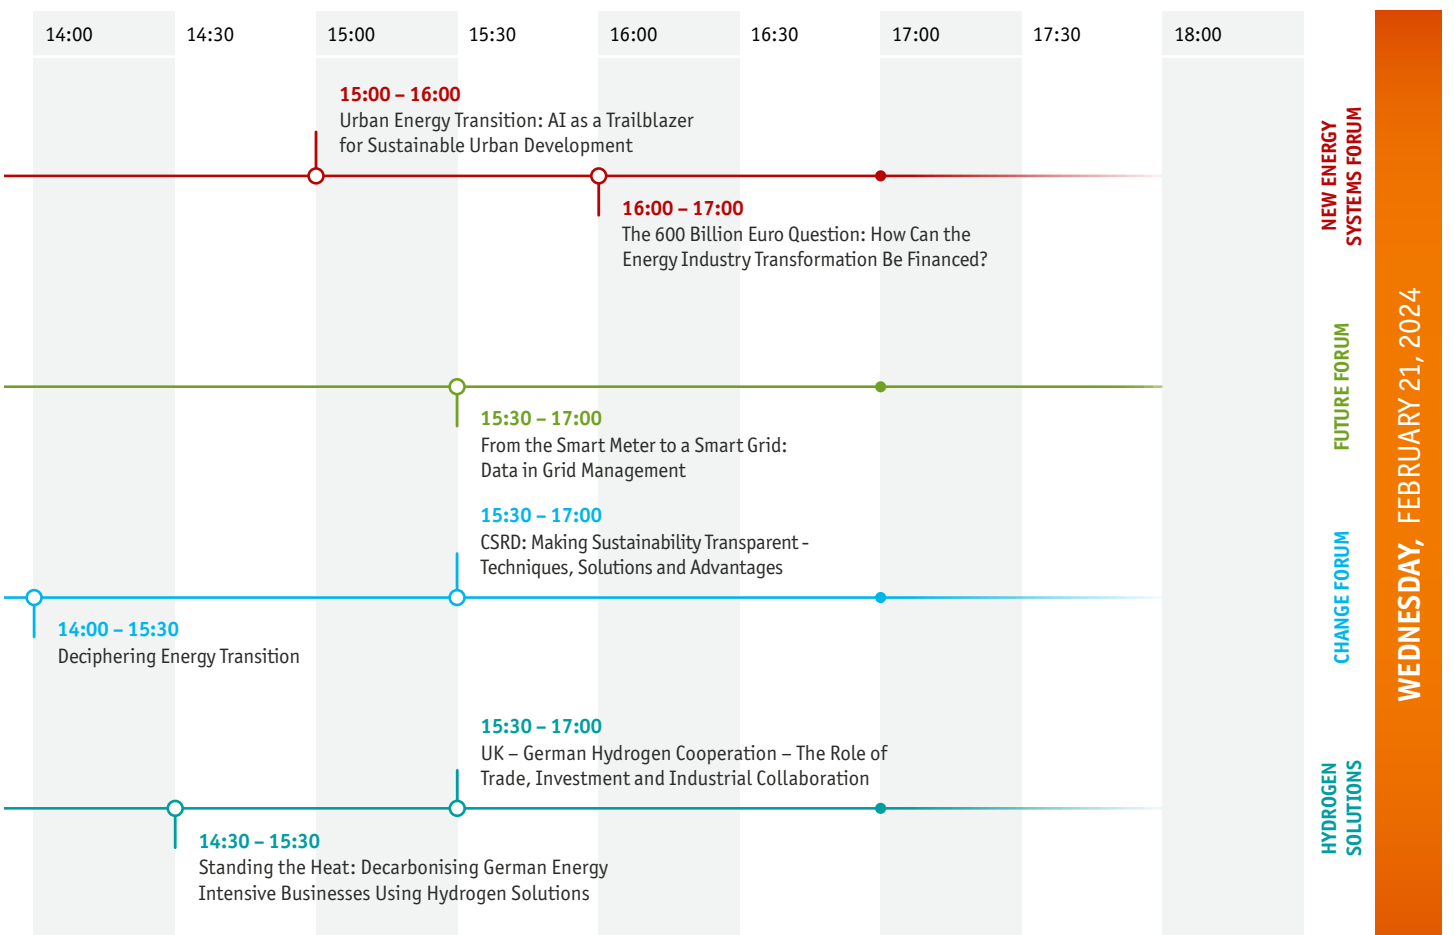 14:00
14:30
15:00
15:30
16:00
16:30
17:00
17:30
18:00
15:00 – 16:00
Urban Energy Transition: AI as a Trailblazer
for Sustainable Urban Development
16:00 – 17:00
The 600 Billion Euro Question: How Can the
Energy Industry Transformation Be Financed?
NEW ENERGY
SYSTEMS FORUM
15:30 – 17:00
From the Smart Meter to a Smart Grid:
Data in Grid Management
FUTURE FORUM
15:30 – 17:00
CSRD: Making Sustainability Transparent -
Techniques, Solutions and Advantages
14:00 – 15:30
Deciphering Energy Transition
CHANGE FORUM
15:30 – 17:00
UK – German Hydrogen Cooperation – The Role of
Trade, Investment and Industrial Collaboration
14:30 – 15:30
Standing the Heat: Decarbonising German Energy
Intensive Businesses Using Hydrogen Solutions
HYDROGEN
SOLUTIONS
WEDNESDAY, FEBRUARY 21, 2024